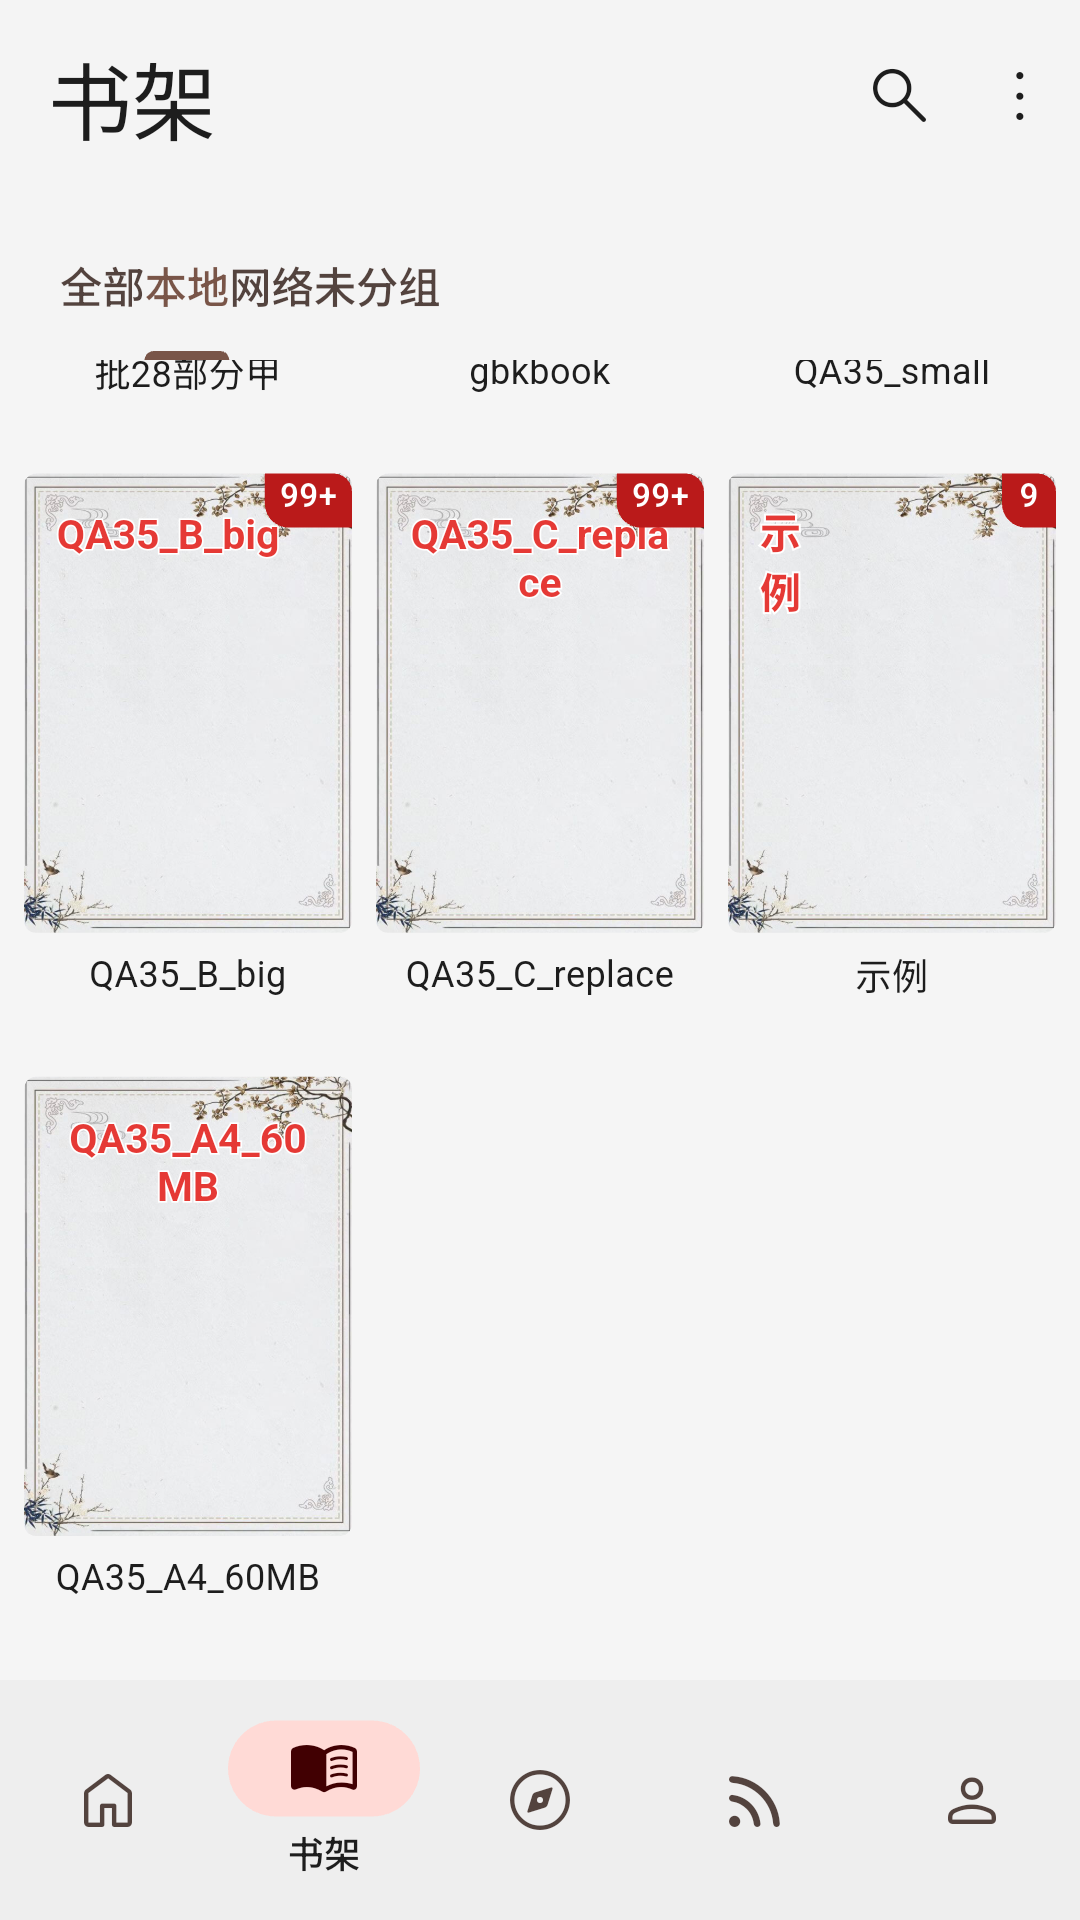 书架
全部本地网络未分组
批28部分甲
gbkbook
QA35_small
99+
QA35_B_big
99+
QA35_C_repla
ce
9
示
例
QA35_B_big
QA35_C_replace
示例
QA35_A4_60
MB
QA35_A4_60MB
书架